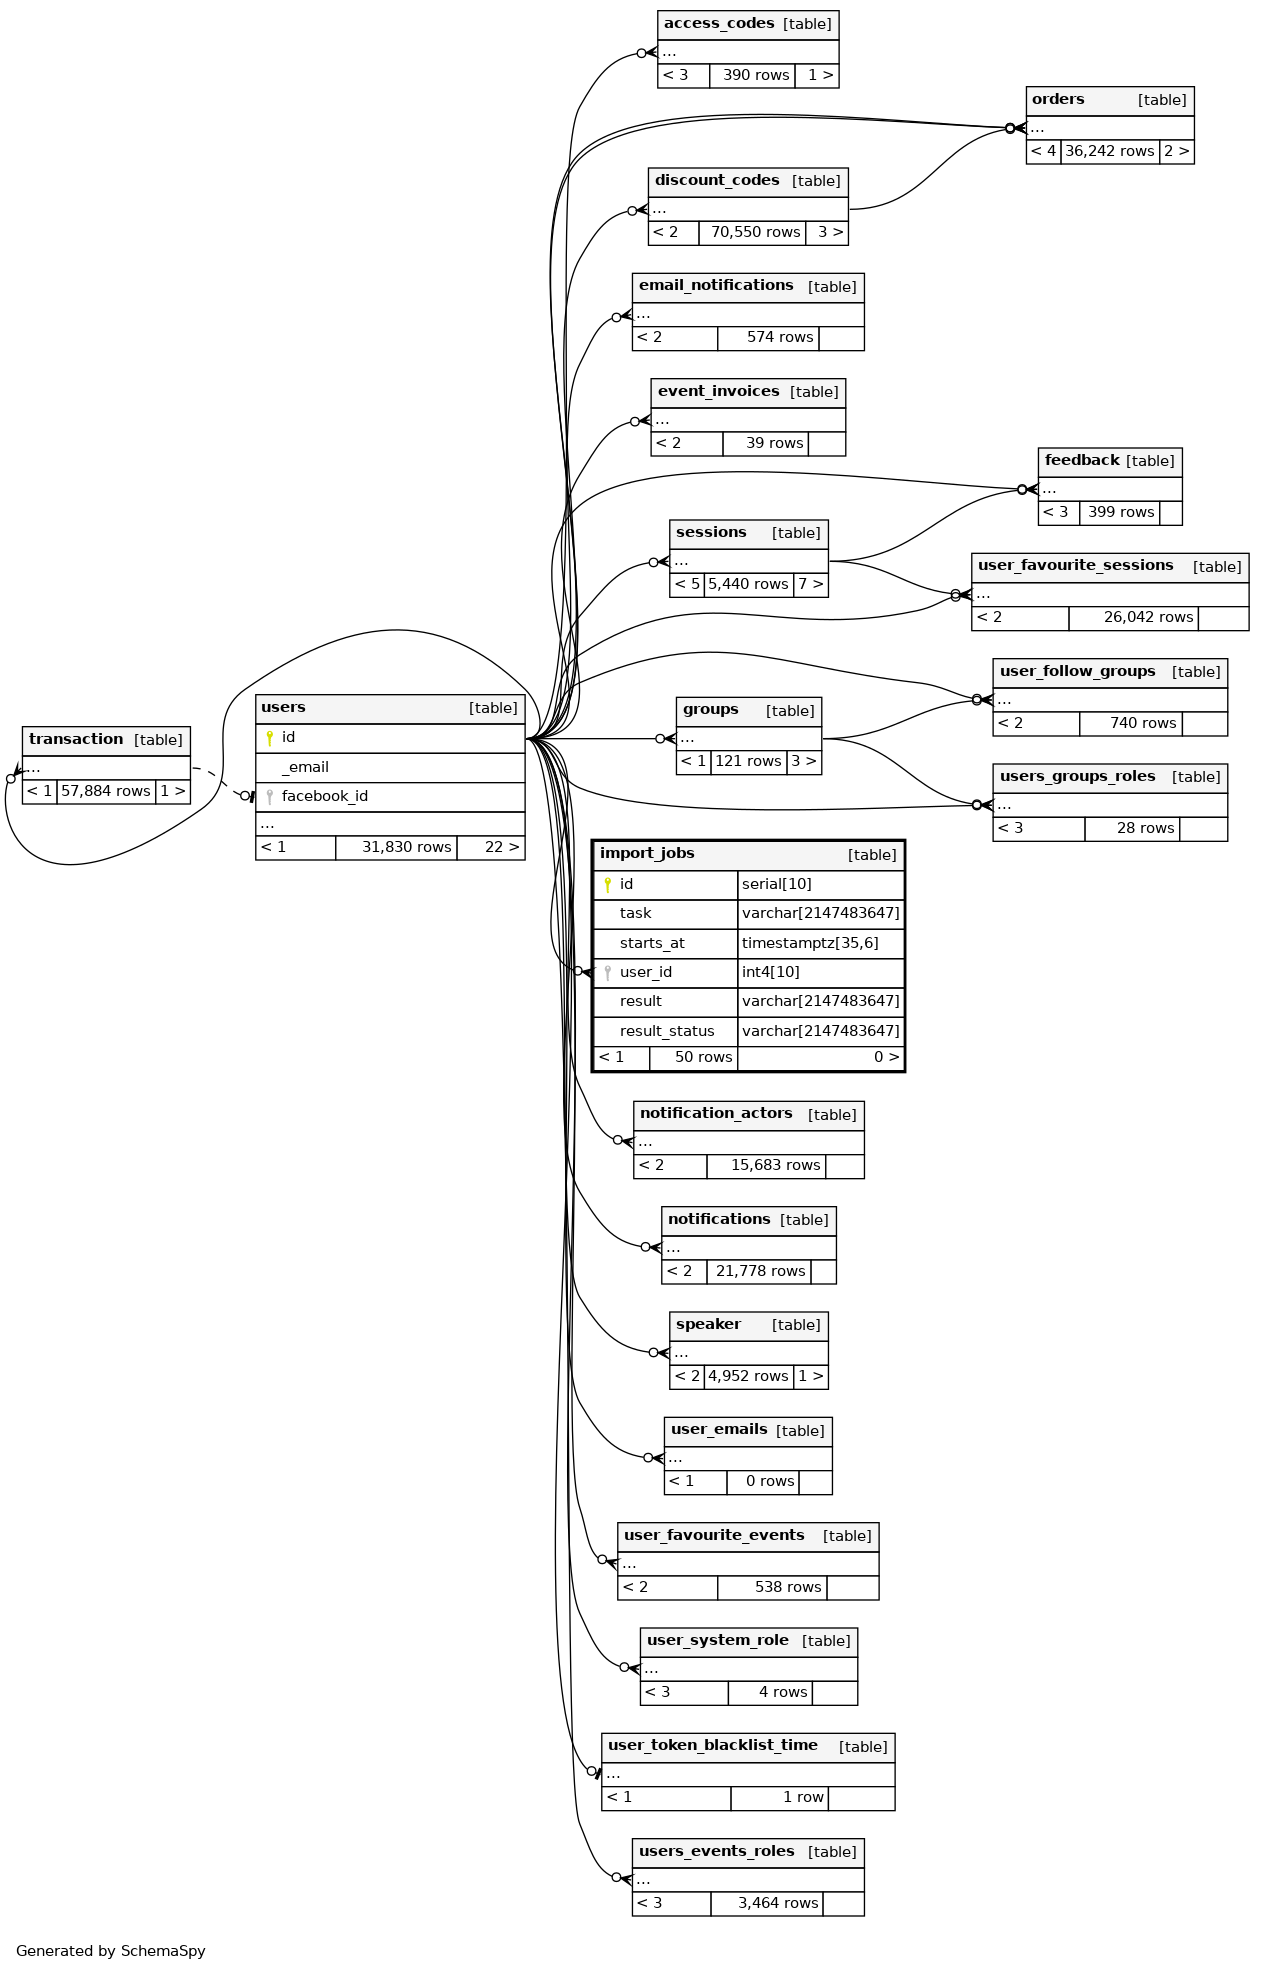 access_codes [table]
...
< 3 390 rows 1 >
orders [table]
...
< 4 36,242 rows 2 >
discount_codes [table]
...
< 2 70,550 rows 3 >
email_notifications [table]
...
< 2 574 rows
event_invoices [table]
...
< 2 39 rows
feedback [table]
...
< 3 399 rows
sessions [table]
...
< 5 5,440 rows 7 >
user_favourite_sessions [table]
...
< 2 26,042 rows
user_follow_groups [table]
...
< 2 740 rows
groups [table]
...
< 1 121 rows 3 >
users_groups_roles [table]
...
< 3 28 rows
transaction [table]
...
< 1 57,884 rows 1 >
users [table]
id
_email
facebook_id
...
< 1 31,830 rows 22 >
import_jobs [table]
id serial[10]
task varchar[2147483647]
starts_at timestamptz[35,6]
user_id int4[10]
result varchar[2147483647]
result_status varchar[2147483647]
< 1 50 rows 0 >
notification_actors [table]
...
< 2 15,683 rows
notifications [table]
...
< 2 21,778 rows
speaker [table]
...
< 2 4,952 rows 1 >
user_emails [table]
...
< 1 0 rows
user_favourite_events [table]
...
< 2 538 rows
user_system_role [table]
...
< 3 4 rows
user_token_blacklist_time [table]
...
< 1 1 row
users_events_roles [table]
...
< 3 3,464 rows
Generated by SchemaSpy